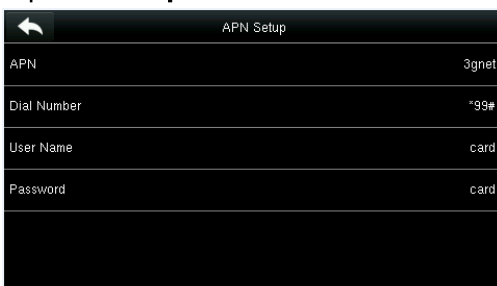 APN Setup
APN 3gnet
Dial Number *99#
User Name card
Password card